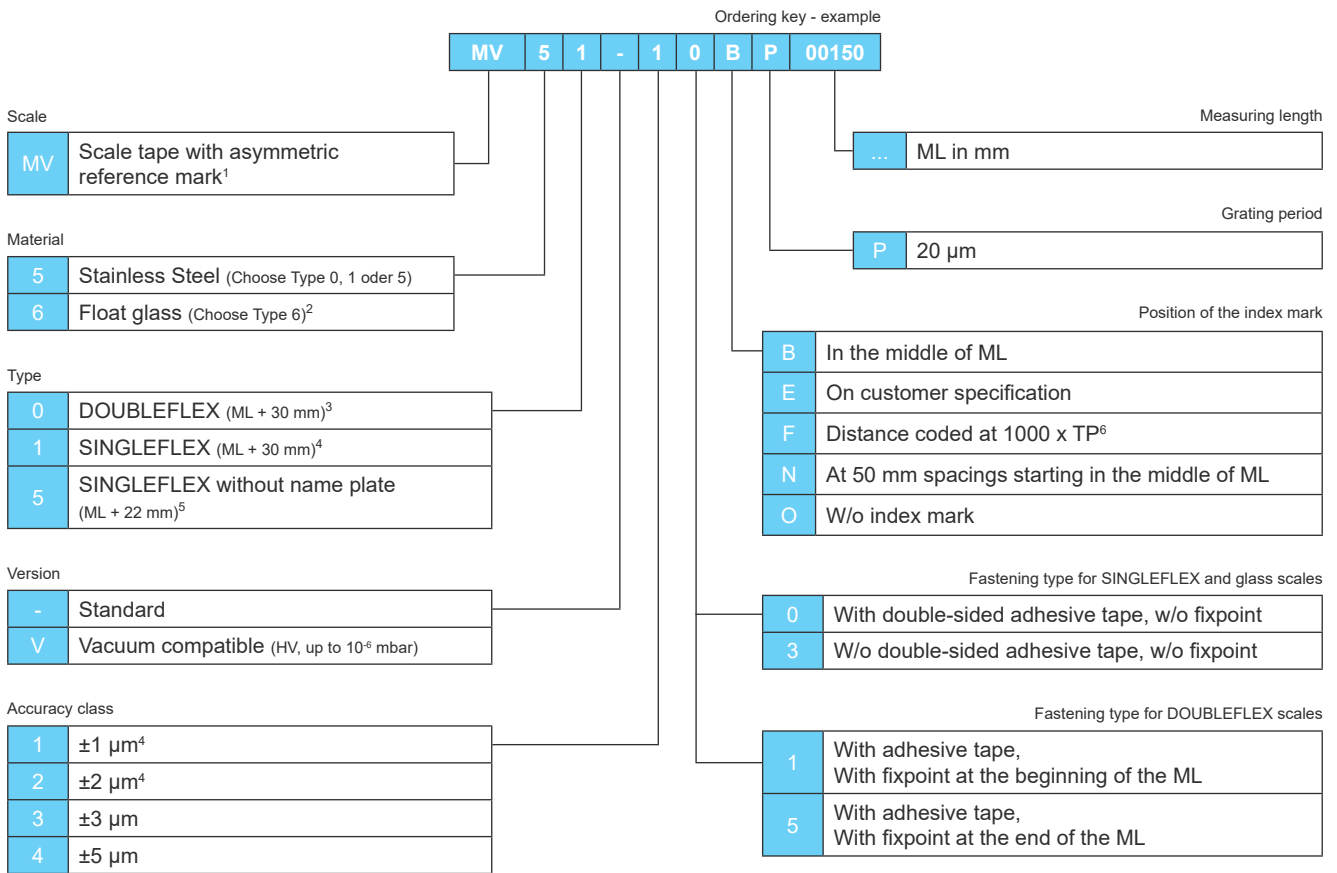 Ordering key - example
MV 5 1 - 1 0 B P 00150
Scale
MV Scale tape with asymmetric
reference mark¹
Material
5 Stainless Steel (Choose Type 0, 1 oder 5)
6 Float glass (Choose Type 6)²
Type
0 DOUBLEFLEX (ML + 30 mm)³
1 SINGLEFLEX (ML + 30 mm)⁴
5 SINGLEFLEX without name plate
(ML + 22 mm)⁵
Version
- Standard
V Vacuum compatible (HV, up to 10⁻⁶ mbar)
Accuracy class
1 ±1 µm⁴
2 ±2 µm⁴
3 ±3 µm
4 ±5 µm
Measuring length
... ML in mm
Grating period
P 20 µm
Position of the index mark
B In the middle of ML
E On customer specification
F Distance coded at 1000 x TP⁶
N At 50 mm spacings starting in the middle of ML
O W/o index mark
Fastening type for SINGLEFLEX and glass scales
0 With double-sided adhesive tape, w/o fixpoint
3 W/o double-sided adhesive tape, w/o fixpoint
Fastening type for DOUBLEFLEX scales
1 With adhesive tape,
With fixpoint at the beginning of the ML
5 With adhesive tape,
With fixpoint at the end of the ML